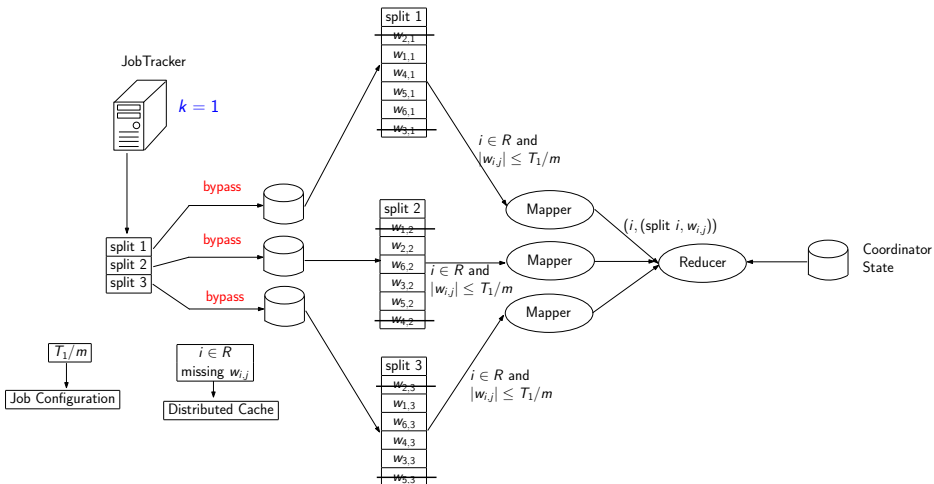 JobTracker
k = 1
split 1
split 2
split 3
bypass
bypass
bypass
T₁/m
Job Configuration
i ∈ R
missing wᵢ,ⱼ
Distributed Cache
split 1
w₂,₁
w₁,₁
w₄,₁
w₅,₁
w₆,₁
w₃,₁
split 2
w₁,₂
w₂,₂
w₆,₂
w₃,₂
w₅,₂
w₄,₂
split 3
w₂,₃
w₁,₃
w₆,₃
w₄,₃
w₃,₃
w₅,₃
i ∈ R and
|wᵢ,ⱼ| ≤ T₁/m
i ∈ R and
|wᵢ,ⱼ| ≤ T₁/m
i ∈ R and
|wᵢ,ⱼ| ≤ T₁/m
Mapper
Mapper
Mapper
(i, (split i, wᵢ,ⱼ))
Reducer
Coordinator
State